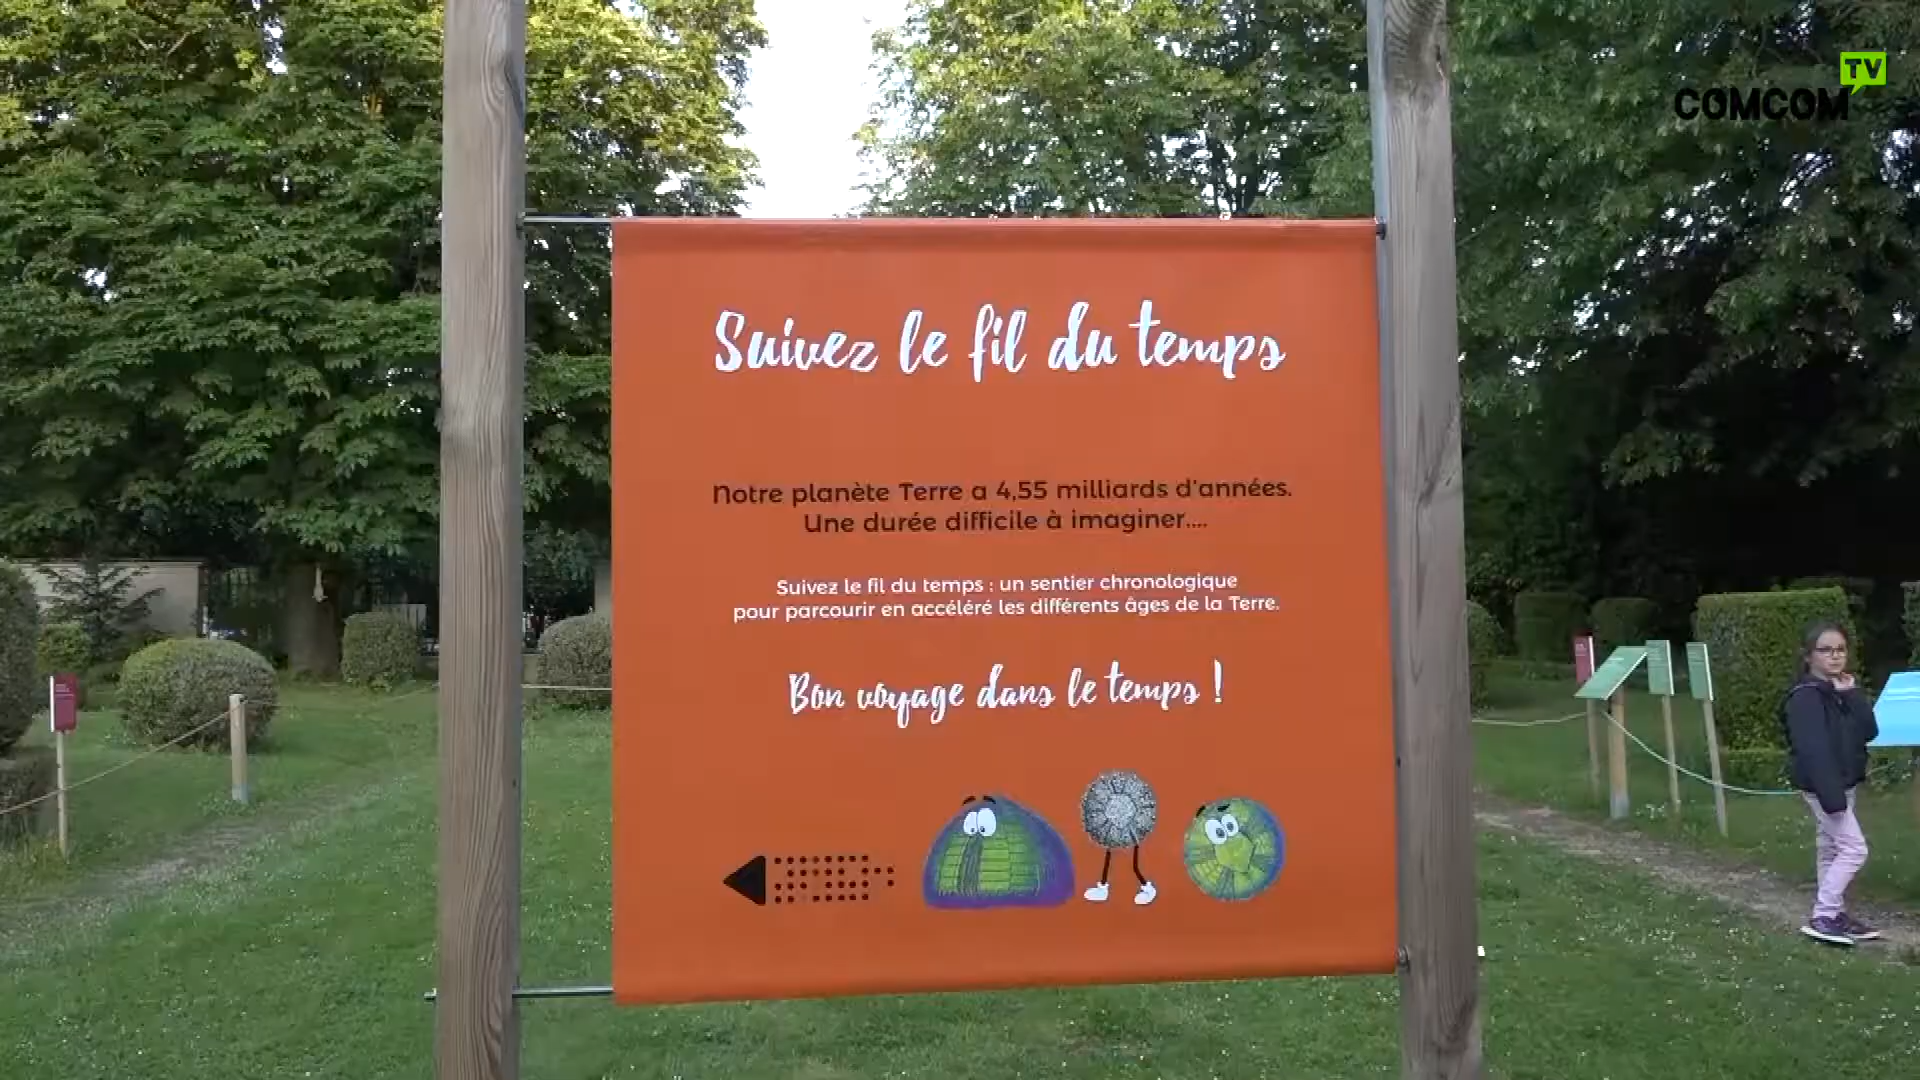 TV
COMCOM
Suivez le fil du temps
Notre planète Terre a 4,55 milliards d'années.
Une durée difficile à imaginer....
Suivez le fil du temps : un sentier chronologique
pour parcourir en accéléré les différents âges de la Terre.
Bon voyage dans le temps !